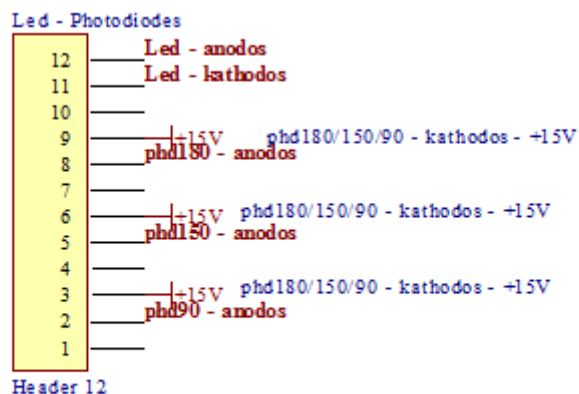 Led - Photodiodes
12 Led - anodos
11 Led - kathodos
10
9 +15V phd180/150/90 - kathodos - +15V
8 phd180 - anodos
7
6 +15V phd180/150/90 - kathodos - +15V
5 phd150 - anodos
4
3 +15V phd180/150/90 - kathodos - +15V
2 phd90 - anodos
1
Header 12